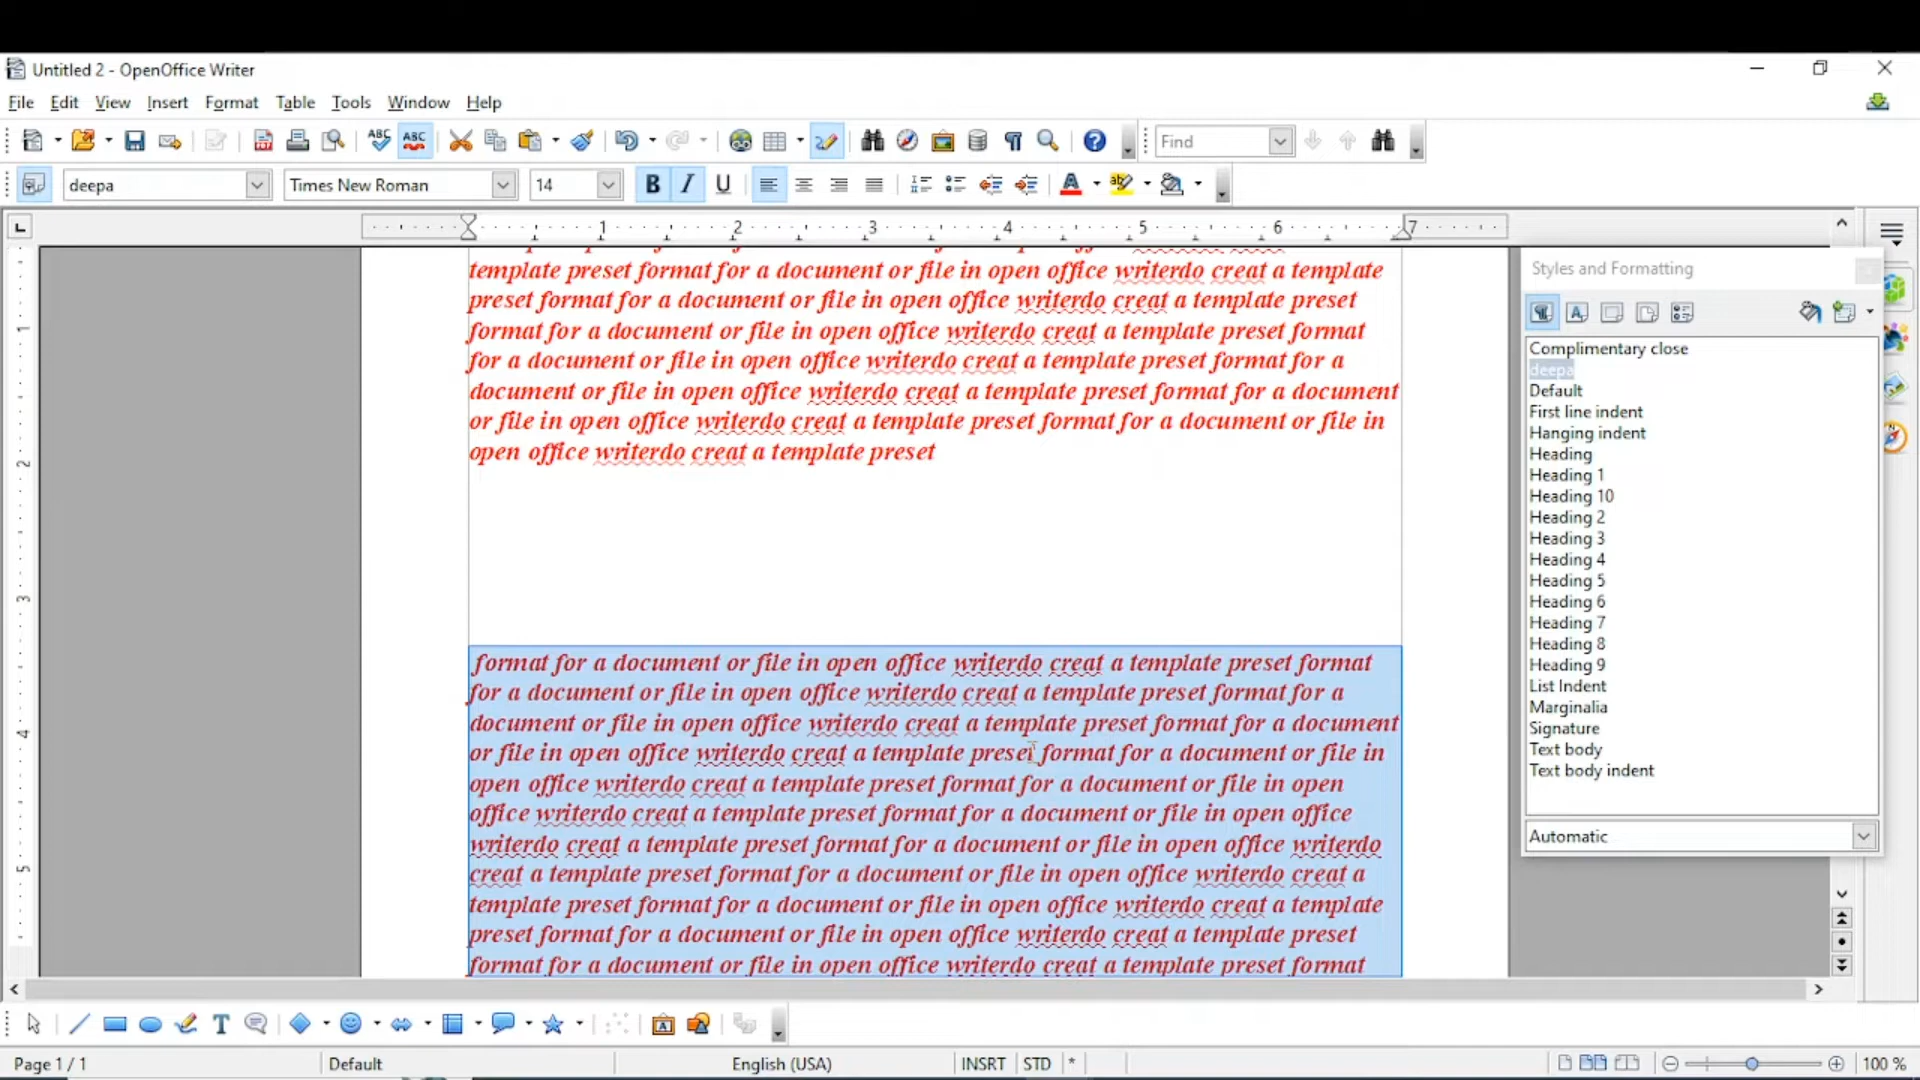 Untitled 2 - OpenOffice Writer
File Edit View Insert Format Table Tools Window Help
Find
deepa Times New Roman 14
1 2 3 4 5 6 7
template preset format for a document or file in open office writerdo creat a template
preset format for a document or file in open office writerdo creat a template preset
format for a document or file in open office writerdo creat a template preset format
for a document or file in open office writerdo creat a template preset format for a
document or file in open office writerdo creat a template preset format for a document
or file in open office writerdo creat a template preset format for a document or file in
open office writerdo creat a template preset
format for a document or file in open office writerdo creat a template preset format
for a document or file in open office writerdo creat a template preset format for a
document or file in open office writerdo creat a template preset format for a document
or file in open office writerdo creat a template preset format for a document or file in
open office writerdo creat a template preset format for a document or file in open
office writerdo creat a template preset format for a document or file in open office
writerdo creat a template preset format for a document or file in open office writerdo
creat a template preset format for a document or file in open office writerdo creat a
template preset format for a document or file in open office writerdo creat a template
preset format for a document or file in open office writerdo creat a template preset
format for a document or file in open office writerdo creat a template preset format
Styles and Formatting
Complimentary close
deepa
Default
First line indent
Hanging indent
Heading
Heading 1
Heading 10
Heading 2
Heading 3
Heading 4
Heading 5
Heading 6
Heading 7
Heading 8
Heading 9
List Indent
Marginalia
Signature
Text body
Text body indent
Automatic
1
2
3
4
5
Page 1 / 1 Default English (USA) INSRT STD * 100 %